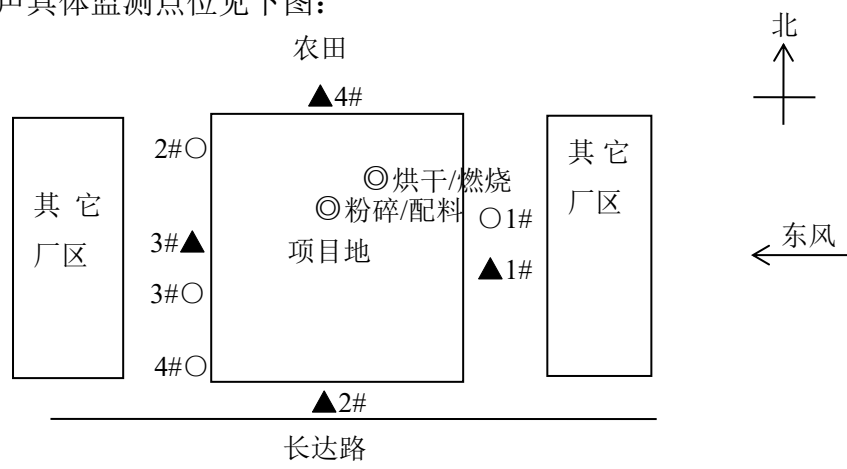 声具体监测点位见下图：
北
农田
▲4#
2#○
其它
◎烘干/燃烧
其它
◎粉碎/配料
厂区
○1#
东风
厂区
3#▲
项目地
▲1#
3#○
4#○
▲2#
长达路